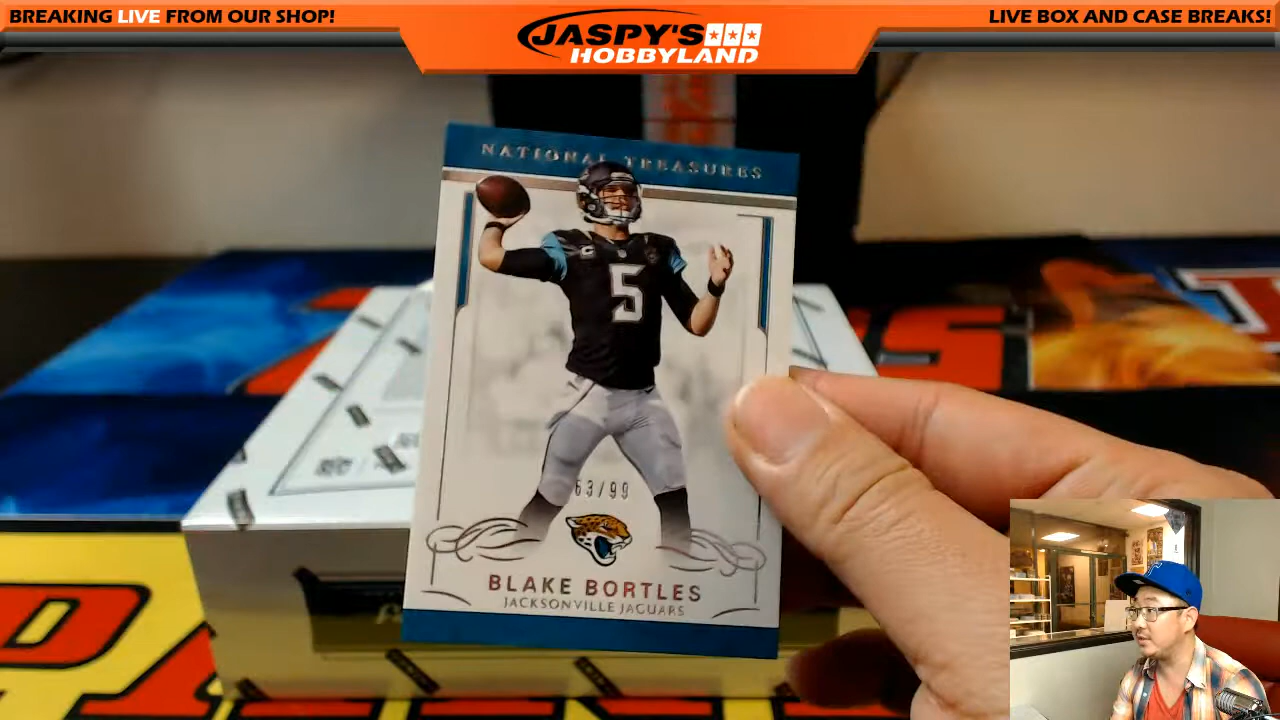 BREAKING LIVE FROM OUR SHOP!
JASPY'S
HOBBYLAND
LIVE BOX AND CASE BREAKS!
NATIONAL TREASURES
5
63/99
BLAKE BORTLES
JACKSONVILLE JAGUARS